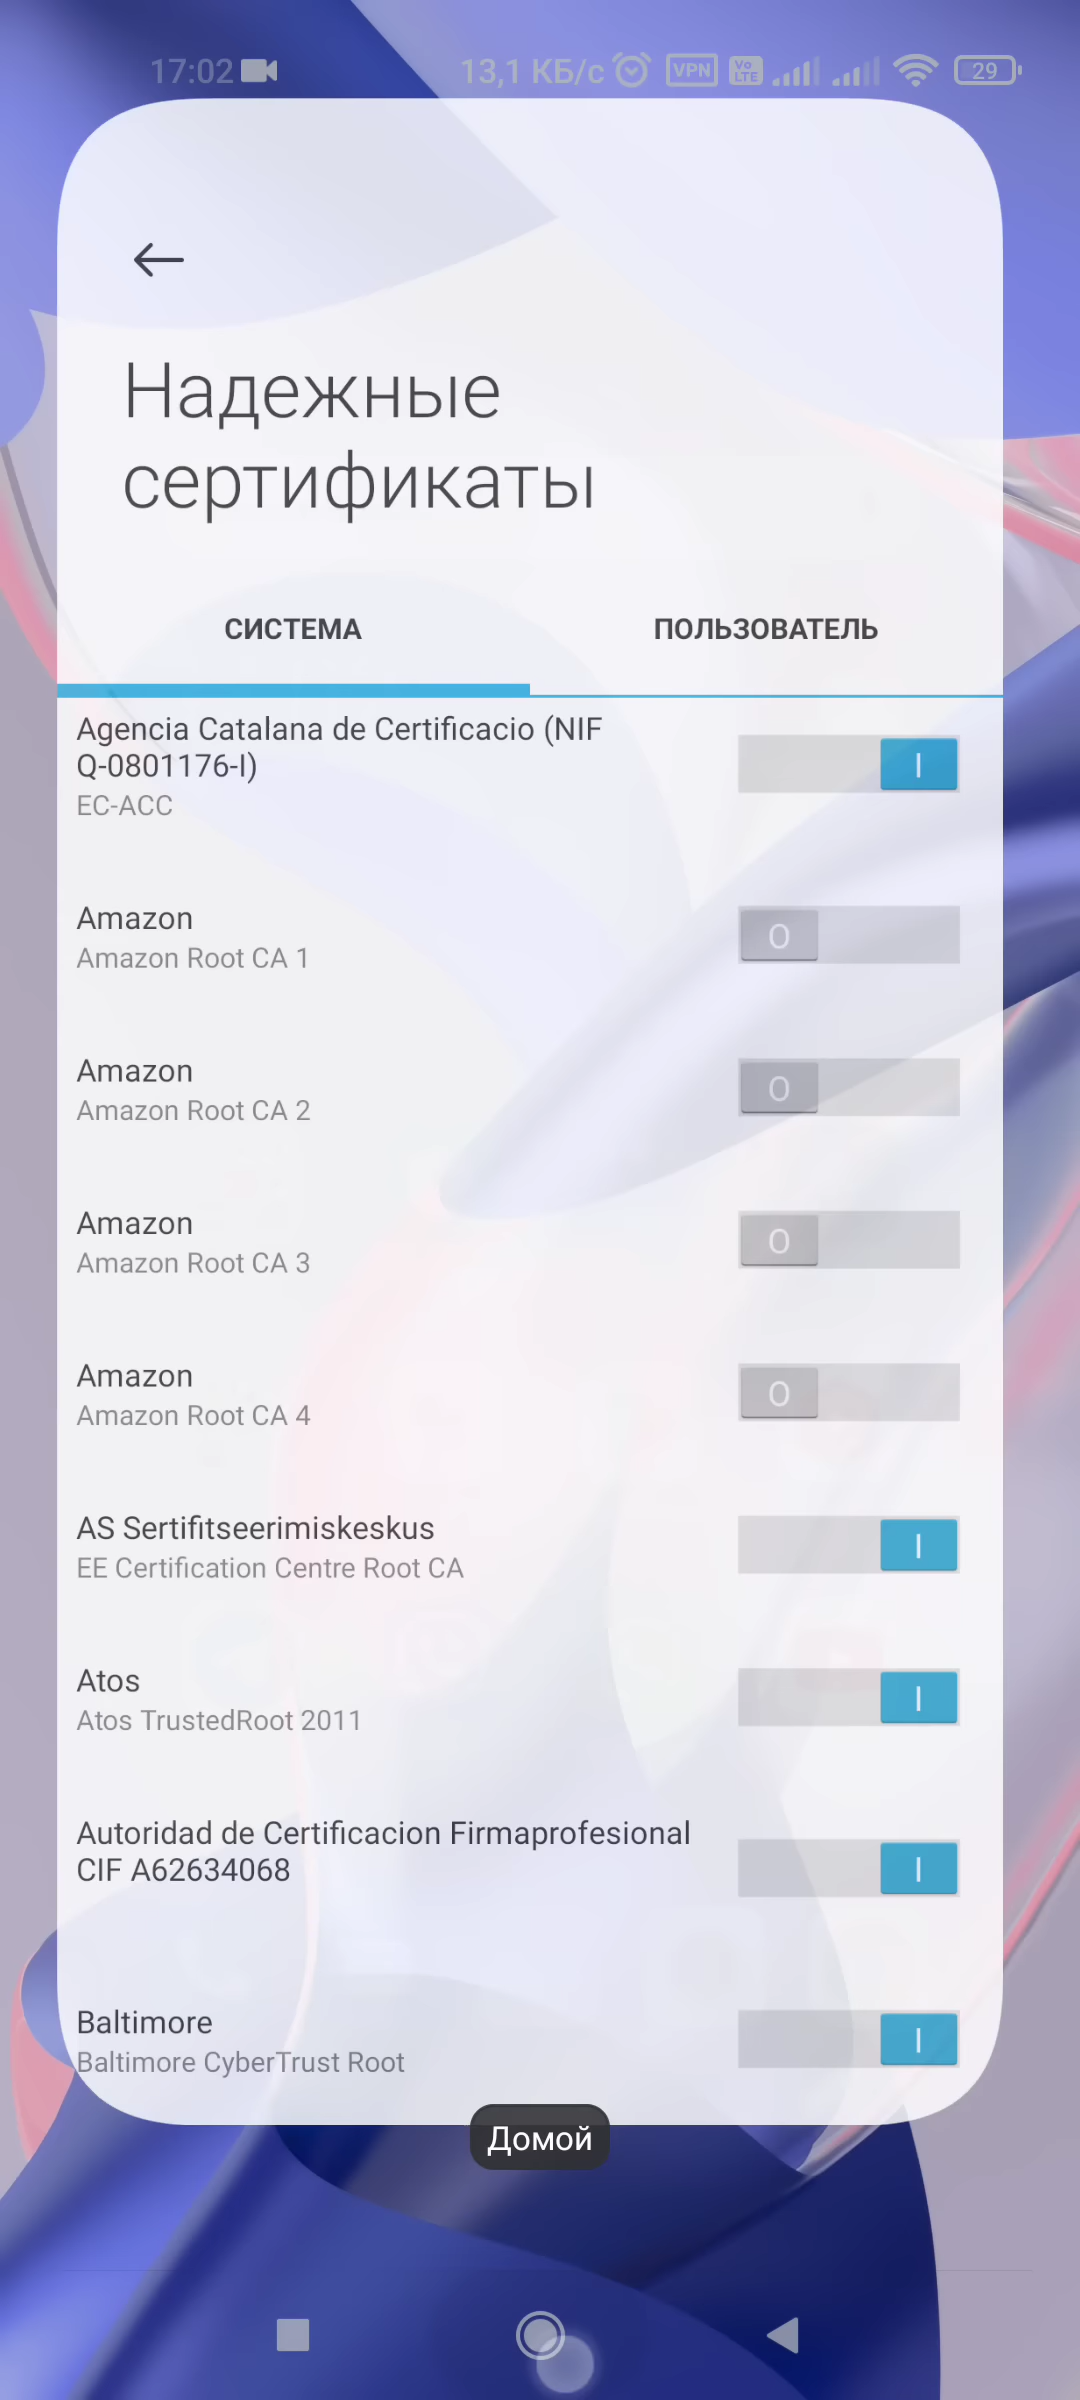 17:02 13,1 КБ/с VPN Vo LTE 29
Надежные
сертификаты
СИСТЕМА ПОЛЬЗОВАТЕЛЬ
Agencia Catalana de Certificacio (NIF
Q-0801176-I)
EC-ACC
Amazon
Amazon Root CA 1
Amazon
Amazon Root CA 2
Amazon
Amazon Root CA 3
Amazon
Amazon Root CA 4
AS Sertifitseerimiskeskus
EE Certification Centre Root CA
Atos
Atos TrustedRoot 2011
Autoridad de Certificacion Firmaprofesional
CIF A62634068
Baltimore
Baltimore CyberTrust Root
Домой